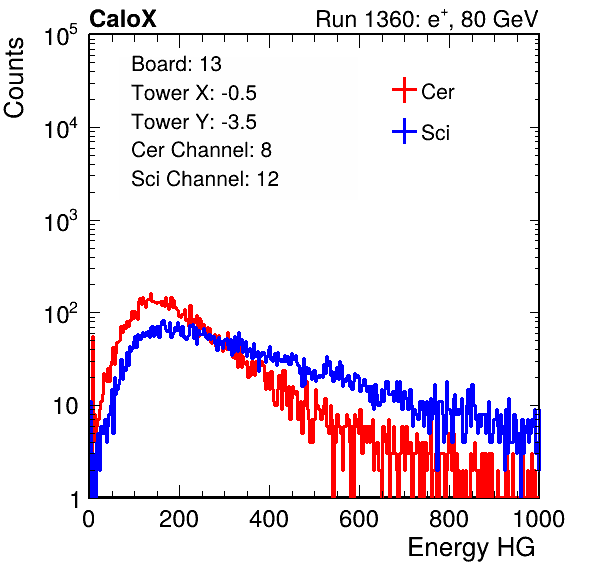 CaloX Run 1360: e⁺, 80 GeV
Counts
10⁵
10⁴
10³
10²
10
1
Board: 13
Tower X: -0.5
Tower Y: -3.5
Cer Channel: 8
Sci Channel: 12
Cer
Sci
0 200 400 600 800 1000
Energy HG